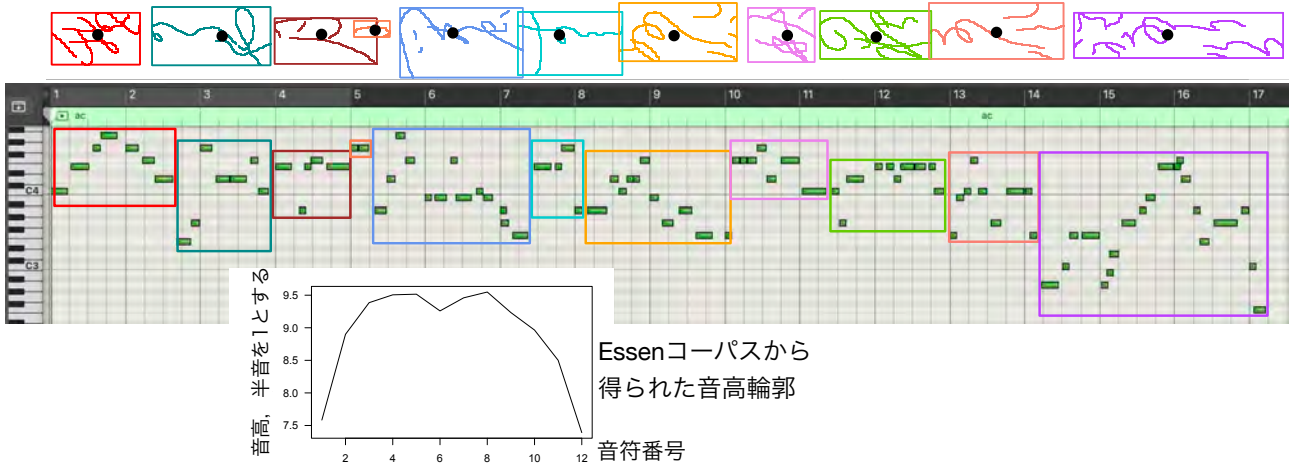 1 2 3 4 5 6 7 8 9 10 11 12 13 14 15 16 17
ac ac
C4
C3
音高, 半音を1とする
9.5
9.0
8.5
7.5
2 4 6 8 10 12
音符番号
Essenコーパスから
得られた音高輪郭